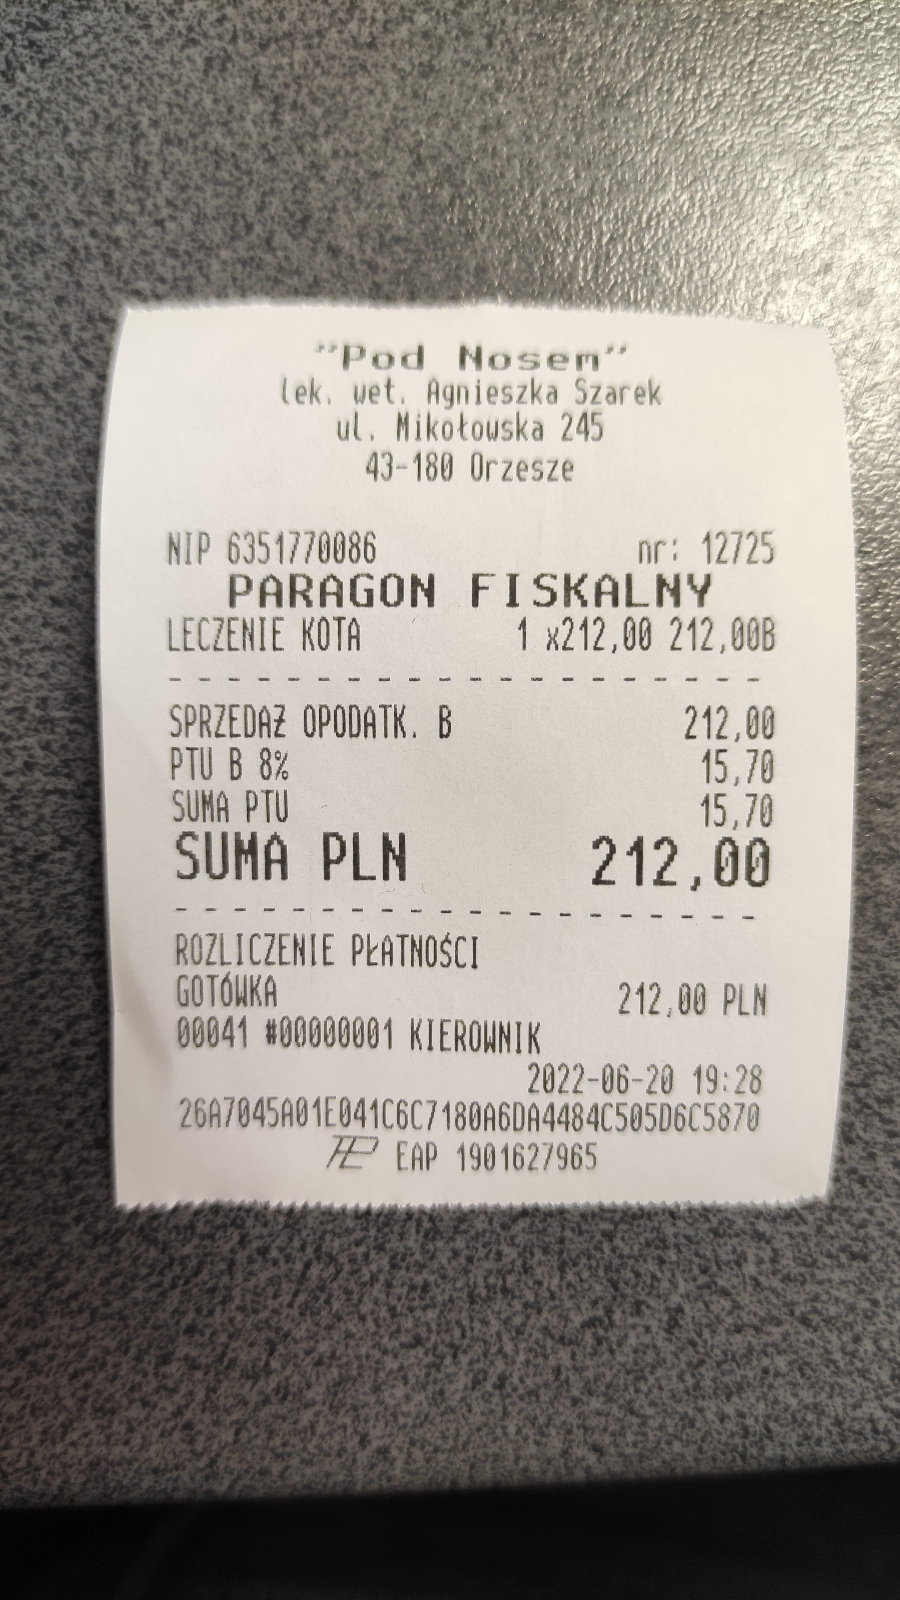 "Pod Nosem"
lek. wet. Agnieszka Szarek
ul. Mikołowska 245
43-180 Orzesze
NIP 6351770086 nr: 12725
PARAGON FISKALNY
LECZENIE KOTA 1 x212,00 212,00B
SPRZEDAŻ OPODATK. B 212,00
PTU B 8% 15,70
SUMA PTU 15,70
SUMA PLN 212,00
ROZLICZENIE PŁATNOŚCI
GOTÓWKA 212,00 PLN
00041 #00000001 KIEROWNIK
2022-06-20 19:28
26A7045A01E041C6C7180A6DA4484C505D6C5870
EAP 1901627965